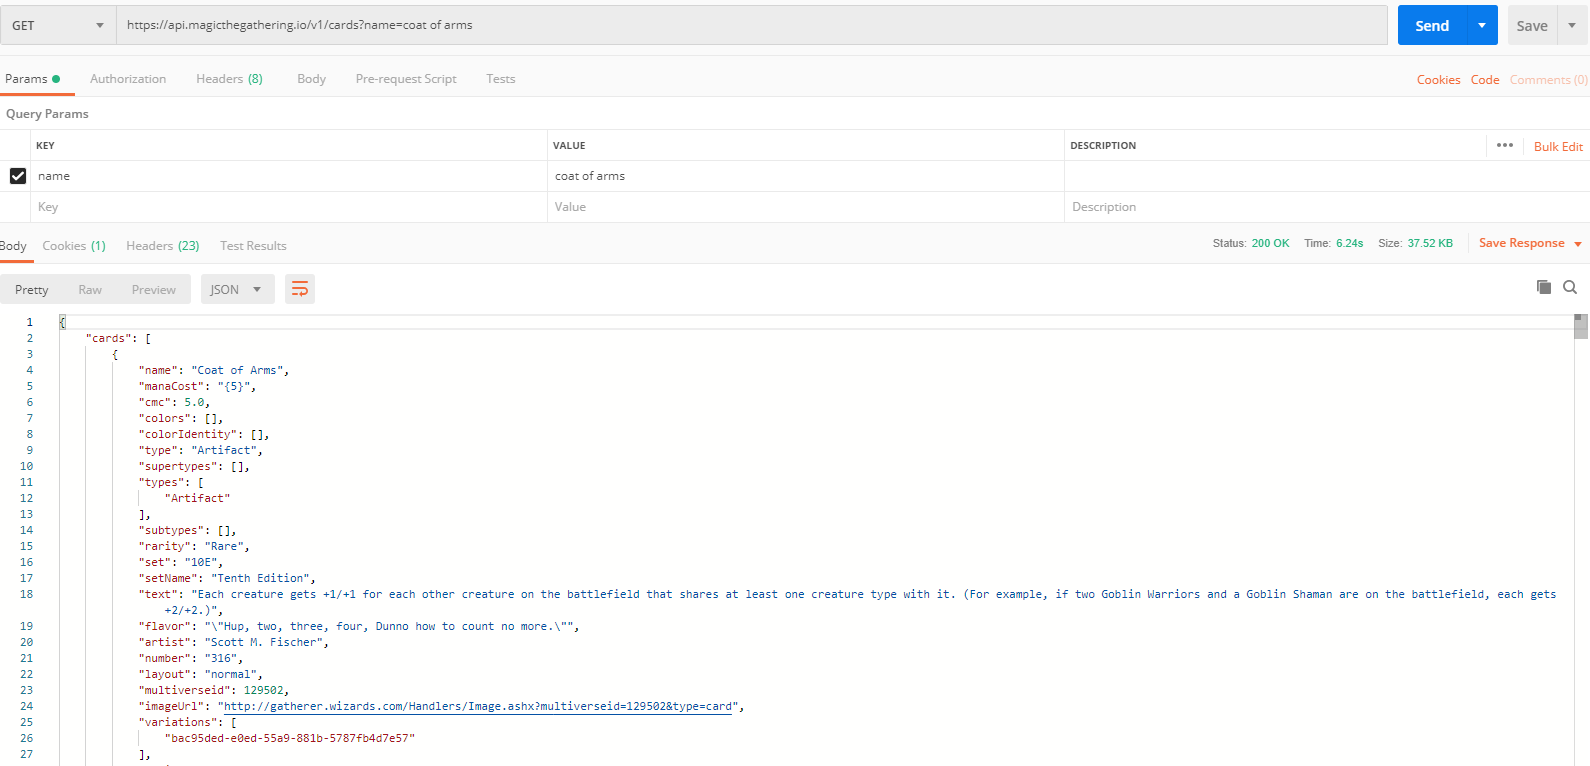 GET https://api.magicthegathering.io/v1/cards?name=coat of arms Send Save
Params Authorization Headers (8) Body Pre-request Script Tests Cookies Code Comments (0)
Query Params
KEY VALUE DESCRIPTION ••• Bulk Edit
name coat of arms
Key Value Description
Body Cookies (1) Headers (23) Test Results Status: 200 OK Time: 6.24s Size: 37.52 KB Save Response
Pretty Raw Preview JSON
1 {
2 "cards": [
3 {
4 "name": "Coat of Arms",
5 "manaCost": "{5}",
6 "cmc": 5.0,
7 "colors": [],
8 "colorIdentity": [],
9 "type": "Artifact",
10 "supertypes": [],
11 "types": [
12 "Artifact"
13 ],
14 "subtypes": [],
15 "rarity": "Rare",
16 "set": "10E",
17 "setName": "Tenth Edition",
18 "text": "Each creature gets +1/+1 for each other creature on the battlefield that shares at least one creature type with it. (For example, if two Goblin Warriors and a Goblin Shaman are on the battlefield, each gets
+2/+2.)",
19 "flavor": "\"Hup, two, three, four, Dunno how to count no more.\"",
20 "artist": "Scott M. Fischer",
21 "number": "316",
22 "layout": "normal",
23 "multiverseid": 129502,
24 "imageUrl": "http://gatherer.wizards.com/Handlers/Image.ashx?multiverseid=129502&type=card",
25 "variations": [
26 "bac95ded-e0ed-55a9-881b-5787fb4d7e57"
27 ],